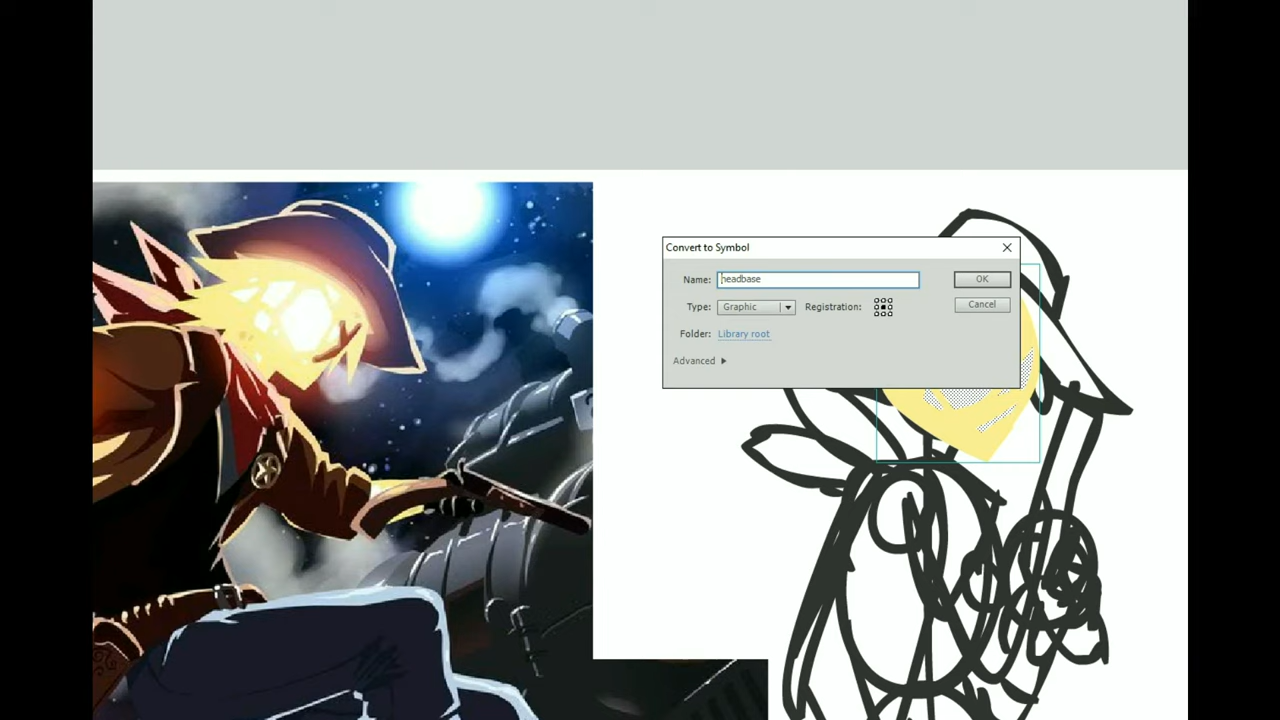 Convert to Symbol
Name: headbase OK
Type: Graphic Registration: Cancel
Folder: Library root
Advanced